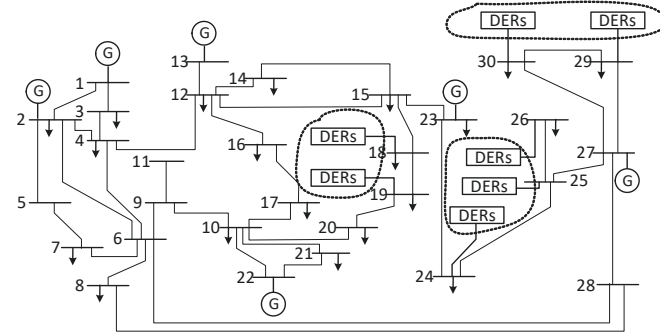 DERs DERs
G
G 13 30 29
G 14
1 12 15 G
3 23 26
2 DERs
4 16 18 DERs 27
11 DERs DERs 25 G
5 9 17 19 DERs
6 10 20
7 21 24
8 22 28
G